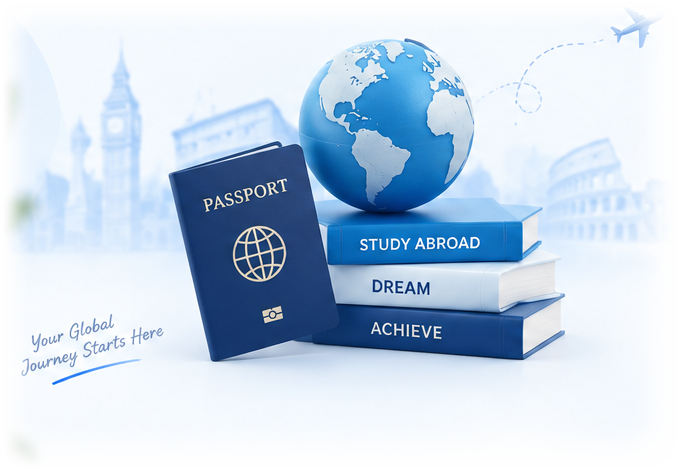 PASSPORT
STUDY ABROAD
DREAM
ACHIEVE
Your Global
Journey Starts Here